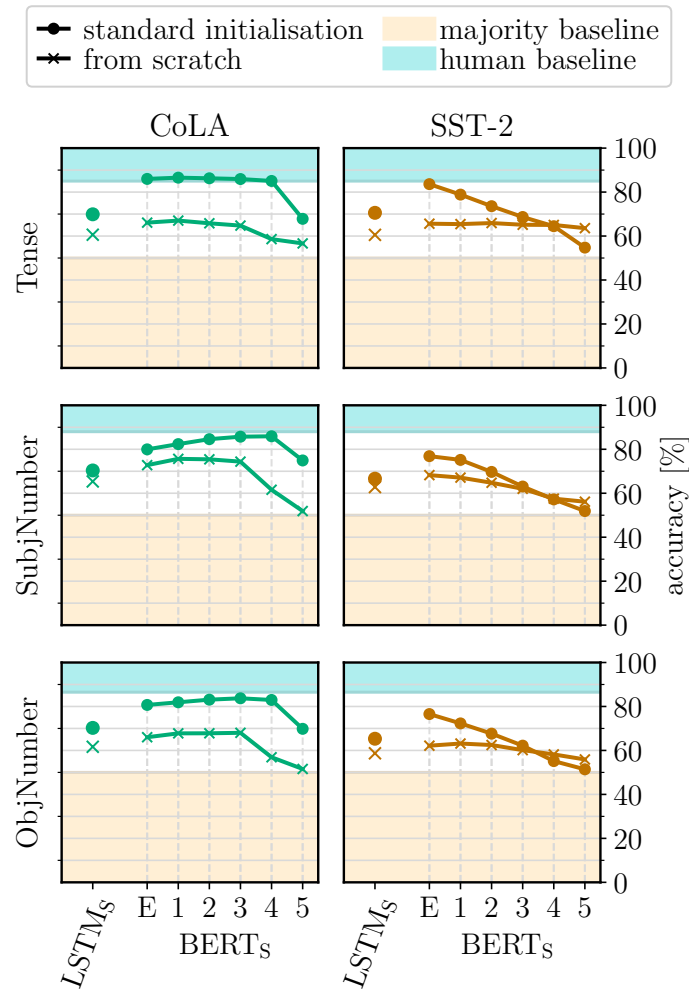 standard initialisation
from scratch
majority baseline
human baseline
CoLA
SST-2
Tense
100
80
60
40
20
0
SubjNumber
100
80
60
40
20
0
accuracy [%]
ObjNumber
100
80
60
40
20
0
LSTMS
E 1 2 3 4 5
BERTS
LSTMS
E 1 2 3 4 5
BERTS